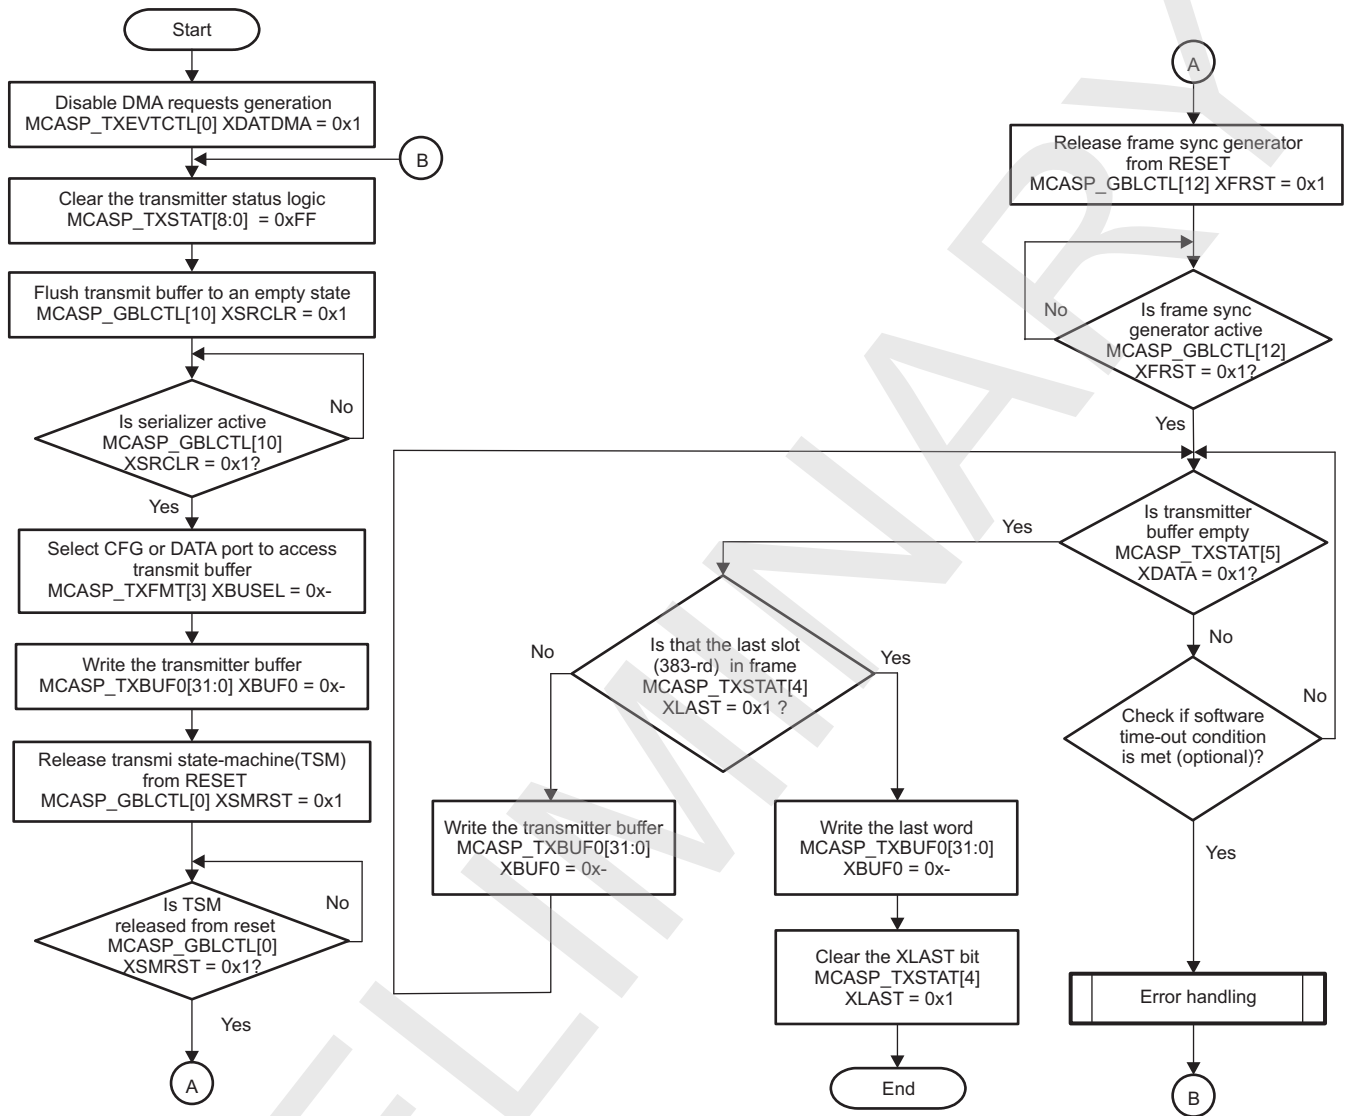 Start
Disable DMA requests generation
MCASP_TXEVTCTL[0] XDATDMA = 0x1
B
Clear the transmitter status logic
MCASP_TXSTAT[8:0] = 0xFF
Flush transmit buffer to an empty state
MCASP_GBLCTL[10] XSRCLR = 0x1
No
Is serializer active
MCASP_GBLCTL[10]
XSRCLR = 0x1?
Yes
Select CFG or DATA port to access
transmit buffer
MCASP_TXFMT[3] XBUSEL = 0x-
Write the transmitter buffer
MCASP_TXBUF0[31:0] XBUF0 = 0x-
Release transmi state-machine(TSM)
from RESET
MCASP_GBLCTL[0] XSMRST = 0x1
No
Is TSM
released from reset
MCASP_GBLCTL[0]
XSMRST = 0x1?
Yes
A
A
Release frame sync generator
from RESET
MCASP_GBLCTL[12] XFRST = 0x1
No
Is frame sync
generator active
MCASP_GBLCTL[12]
XFRST = 0x1?
Yes
Is transmitter
buffer empty
MCASP_TXSTAT[5]
XDATA = 0x1?
Yes
No
Is that the last slot
(383-rd) in frame
MCASP_TXSTAT[4]
XLAST = 0x1 ?
No
Yes
Write the transmitter buffer
MCASP_TXBUF0[31:0]
XBUF0 = 0x-
Write the last word
MCASP_TXBUF0[31:0]
XBUF0 = 0x-
Clear the XLAST bit
MCASP_TXSTAT[4]
XLAST = 0x1
End
Check if software
time-out condition
is met (optional)?
No
Yes
Error handling
B
ELIMINARY